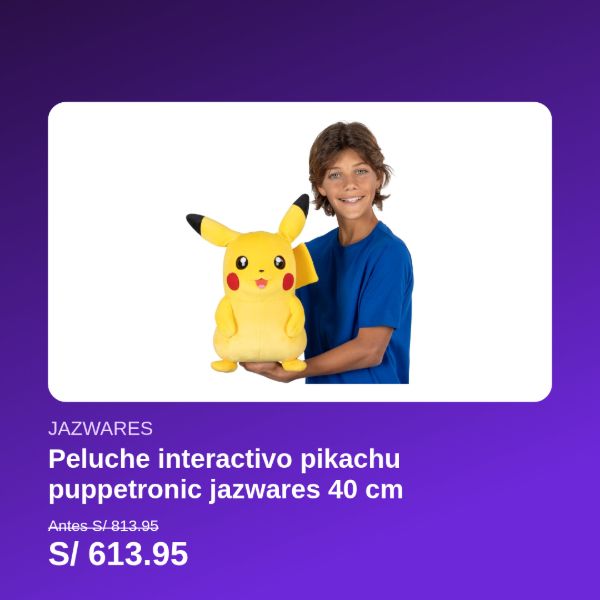 JAZWARES
Peluche interactivo pikachu
puppetronic jazwares 40 cm
Antes S/ 813.95
S/ 613.95